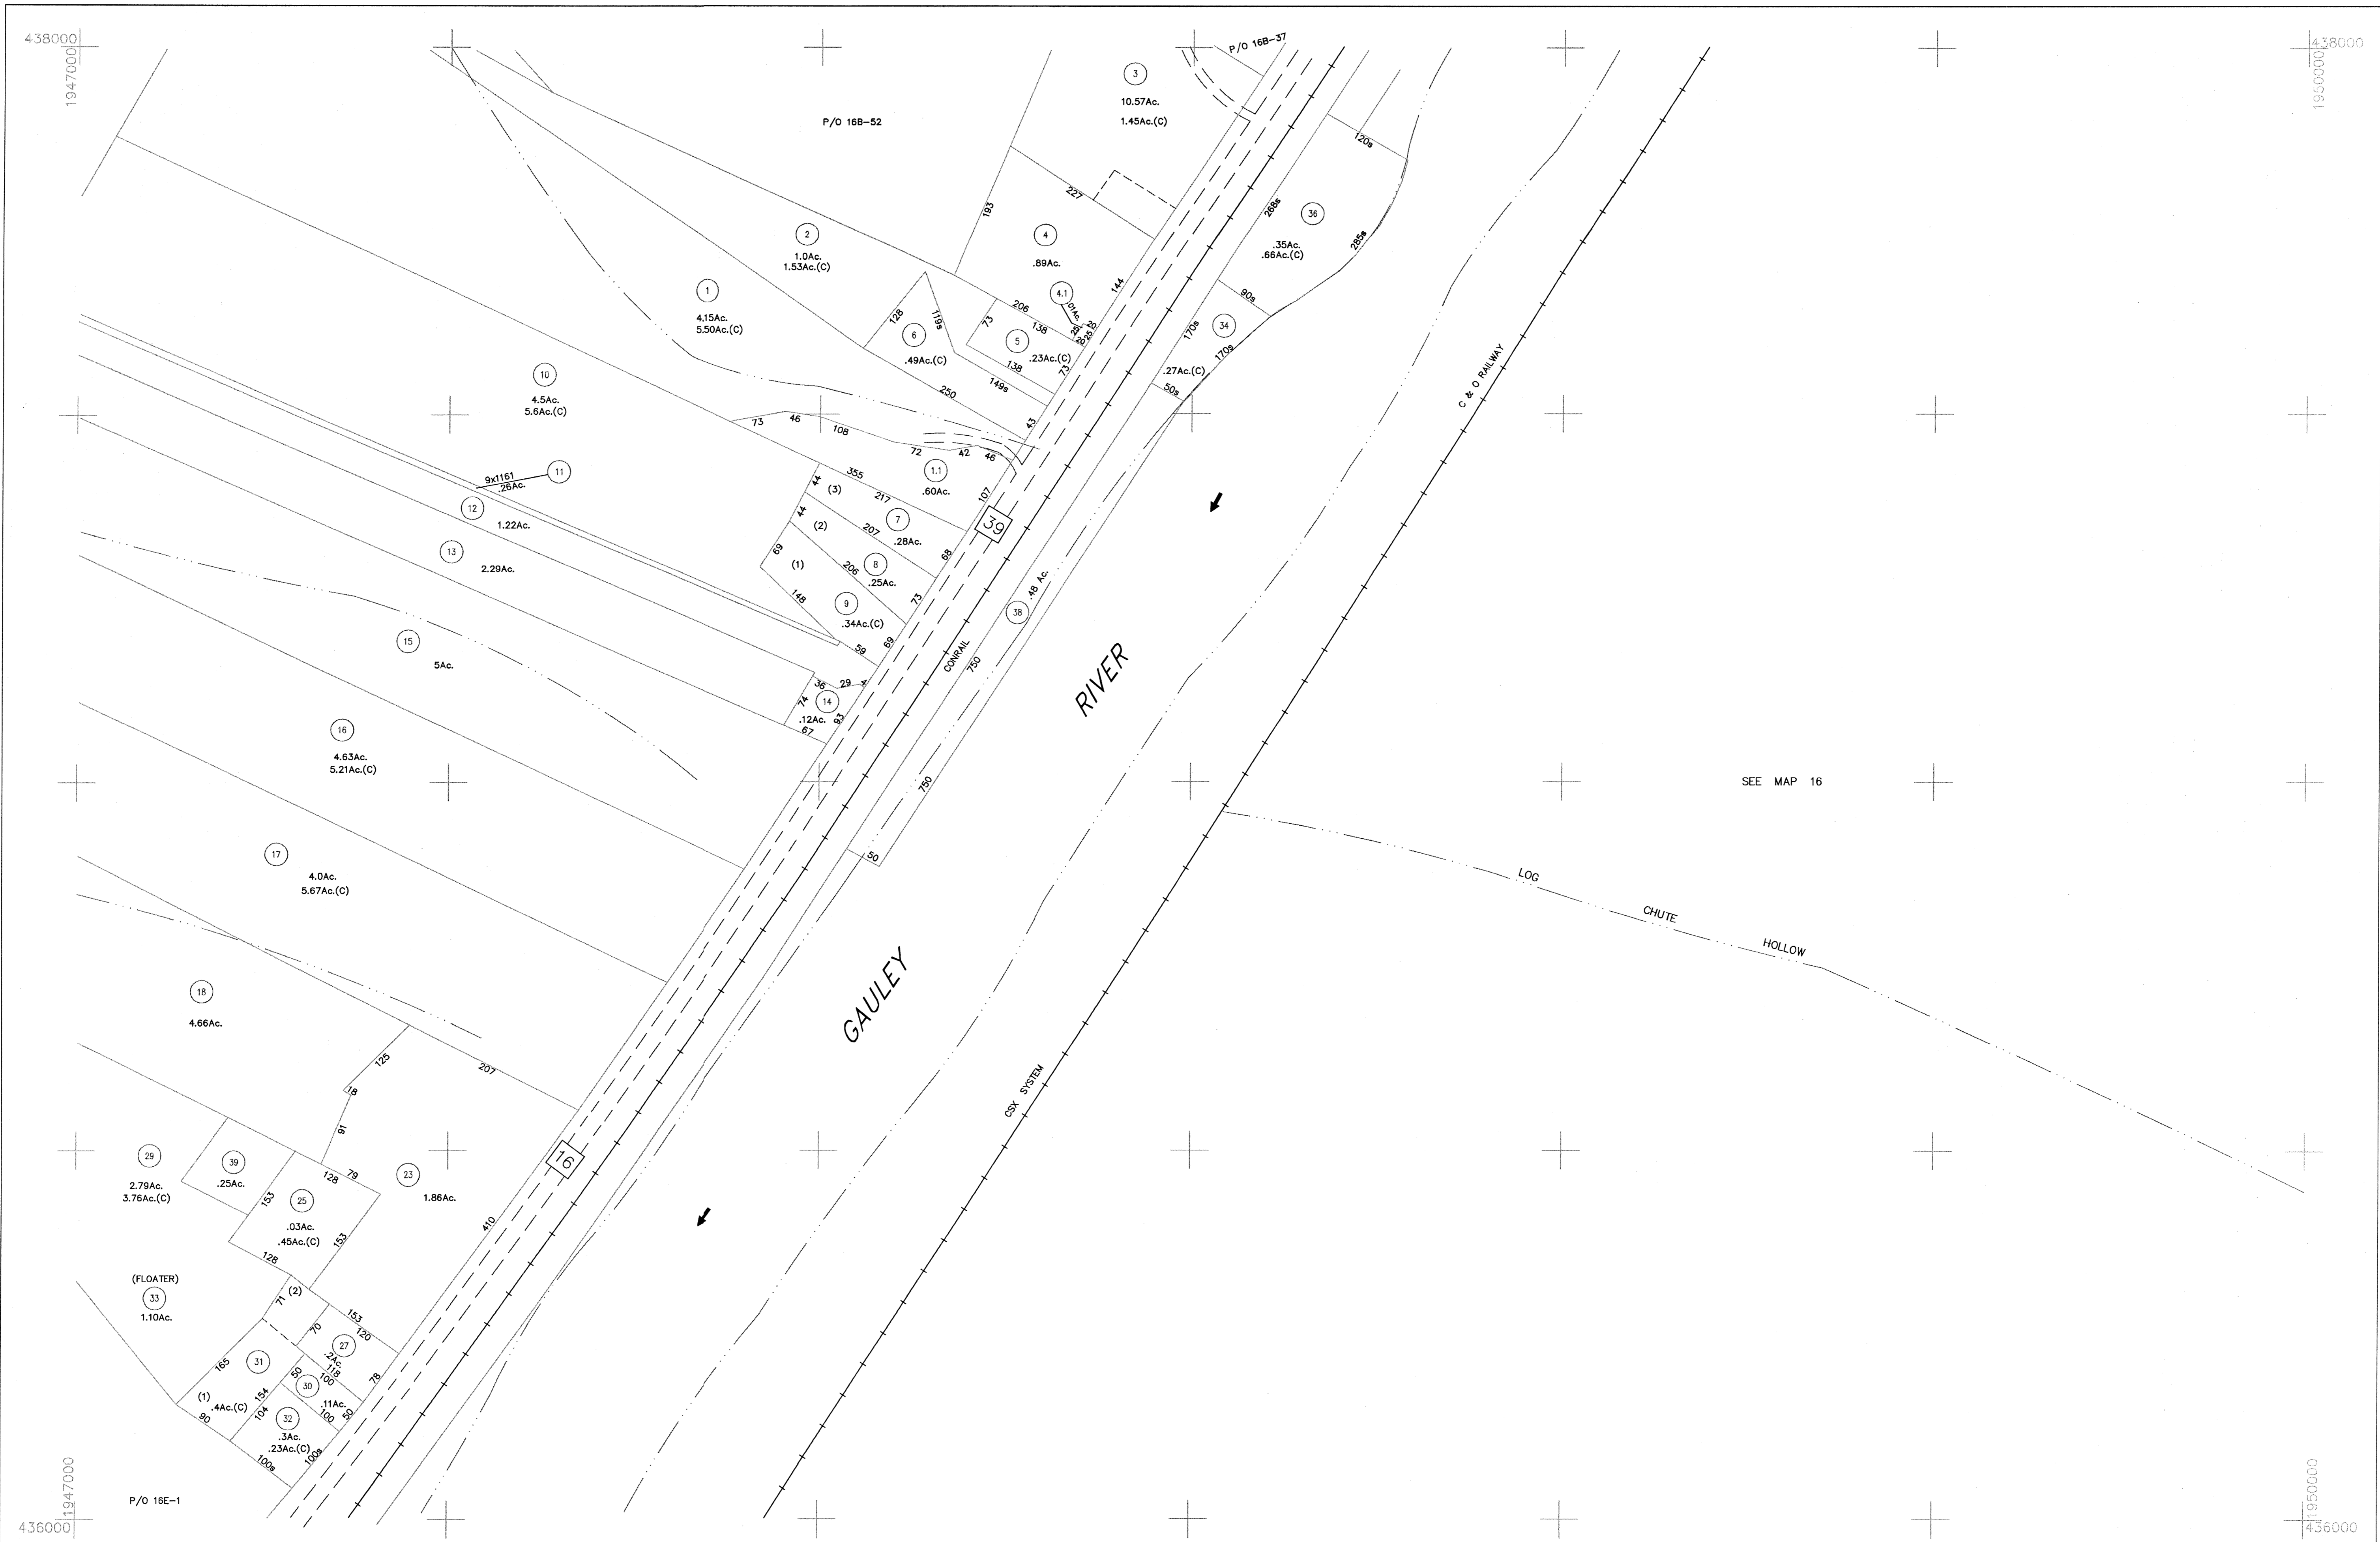 438000
1947000
438000
1950000
P/O 16B-37
3
10.57Ac.
1.45Ac.(C)
P/O 16B-52
120s
193
227
268s
36
.35Ac.
.66Ac.(C)
285s
2
1.0Ac.
1.53Ac.(C)
4
.89Ac.
144
1
4.15Ac.
5.50Ac.(C)
4.1
.01Ac.
90s
128
119s
206
138
73
25
20
20
25
6
.49Ac.(C)
5
.23Ac.(C)
138
73
149s
250
43
170s
34
170s
.27Ac.(C)
50s
C & O RAILWAY
10
4.5Ac.
5.6Ac.(C)
73
46
108
72
42
46
1.1
.60Ac.
107
355
217
44
(3)
7
.28Ac.
68
44
(2)
207
8
.25Ac.
73
69
(1)
206
148
9
.34Ac.(C)
69
59
9x1161
.26Ac.
11
12
1.22Ac.
39
13
2.29Ac.
.48 Ac.
38
CONRAIL
750
750
50
15
5Ac.
36
29
4
74
14
.12Ac.
93
67
RIVER
16
4.63Ac.
5.21Ac.(C)
SEE MAP 16
17
4.0Ac.
5.67Ac.(C)
LOG
CHUTE
HOLLOW
GAULEY
18
4.66Ac.
125
207
18
91
CSX SYSTEM
16
29
2.79Ac.
3.76Ac.(C)
39
.25Ac.
79
128
23
1.86Ac.
153
25
.03Ac.
.45Ac.(C)
153
128
410
(FLOATER)
33
1.10Ac.
71
(2)
153
120
70
27
.2Ac.
118
100
78
165
31
50
30
.11Ac.
100
50
154
104
(1)
.4Ac.(C)
90
32
.3Ac.
.23Ac.(C)
100s
100s
P/O 16E-1
1947000
436000
1950000
436000